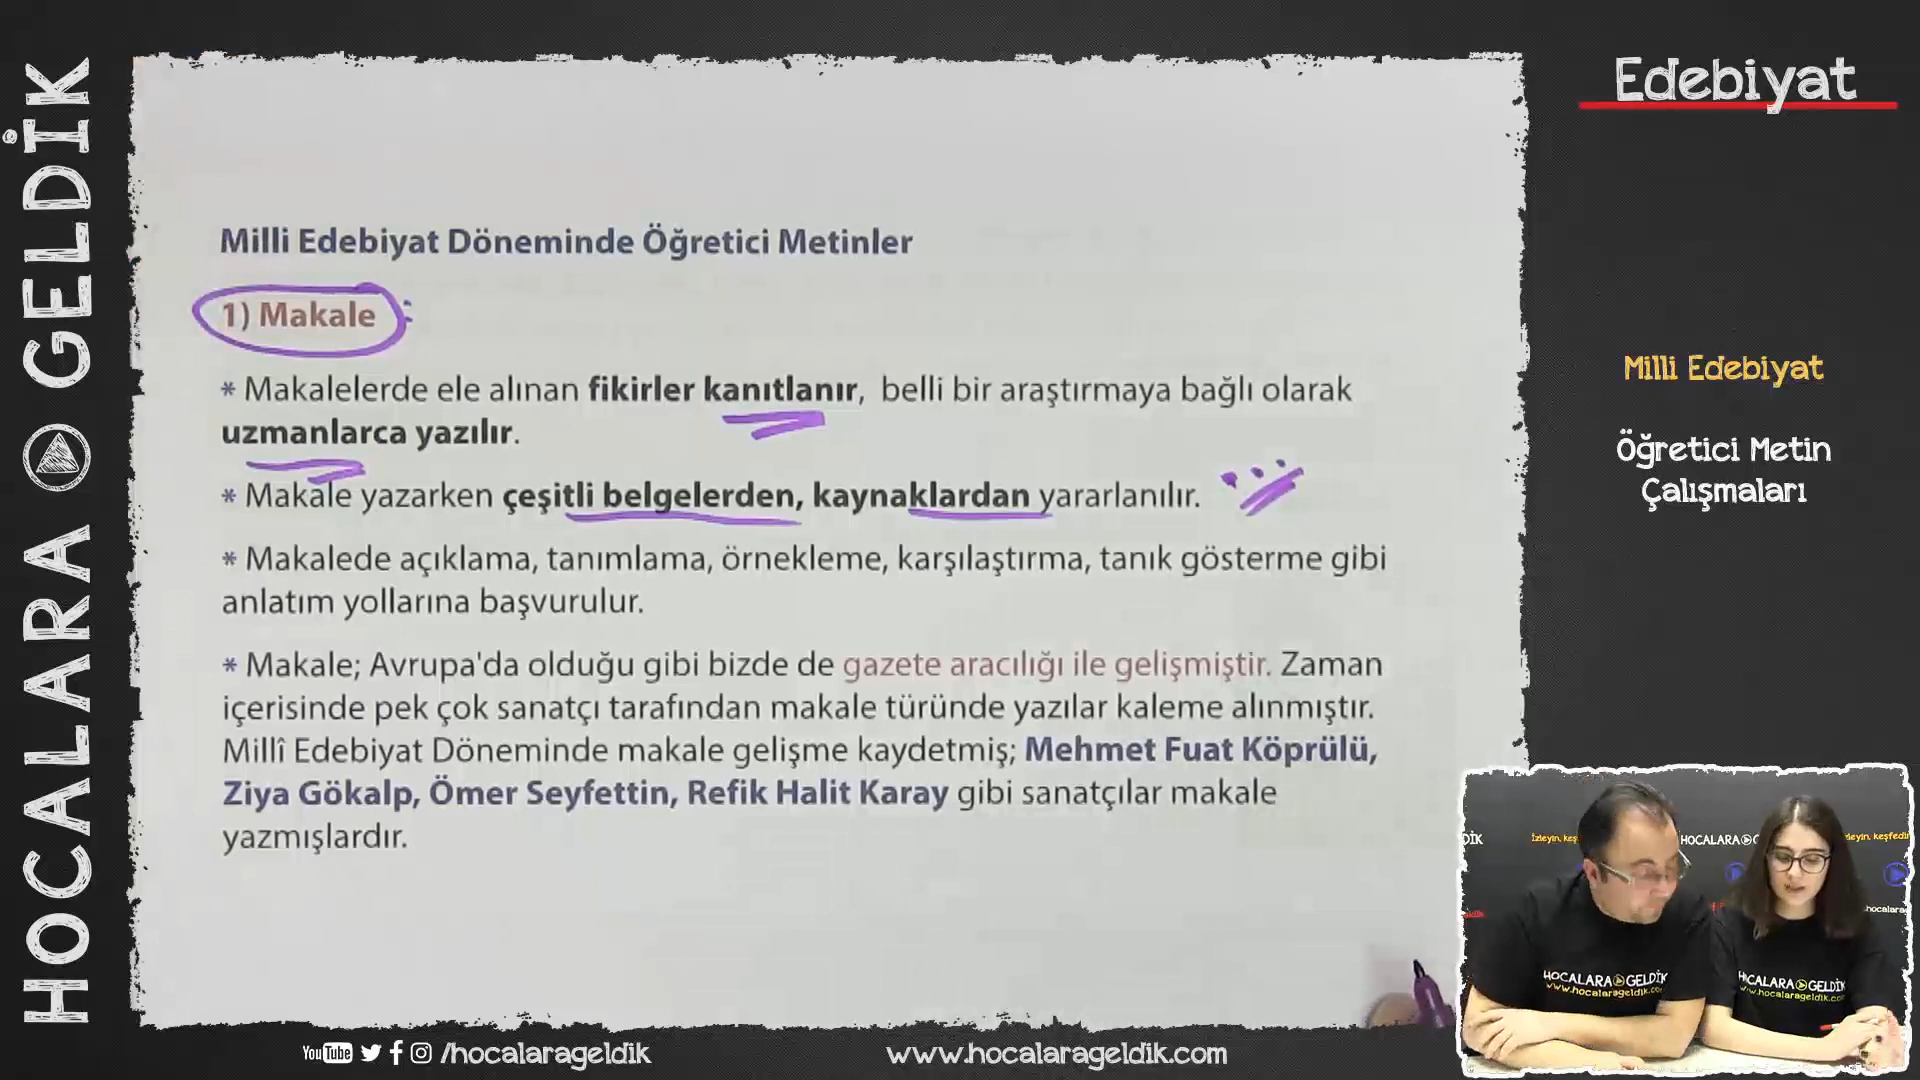 HOCALARA GELDİK
Edebiyat
Milli Edebiyat Döneminde Öğretici Metinler
1) Makale
* Makalelerde ele alınan fikirler kanıtlanır, belli bir araştırmaya bağlı olarak
uzmanlarca yazılır.
* Makale yazarken çeşitli belgelerden, kaynaklardan yararlanılır.
* Makalede açıklama, tanımlama, örnekleme, karşılaştırma, tanık gösterme gibi
anlatım yollarına başvurulur.
* Makale; Avrupa'da olduğu gibi bizde de gazete aracılığı ile gelişmiştir. Zaman
içerisinde pek çok sanatçı tarafından makale türünde yazılar kaleme alınmıştır.
Millî Edebiyat Döneminde makale gelişme kaydetmiş; Mehmet Fuat Köprülü,
Ziya Gökalp, Ömer Seyfettin, Refik Halit Karay gibi sanatçılar makale
yazmışlardır.
Milli Edebiyat
Öğretici Metin
Çalışmaları
HOCALARA GELDİK
www.hocalarageldik.com
HOCALARA GELDİK
www.hocalarageldik.com
YouTube /hocalarageldik
www.hocalarageldik.com